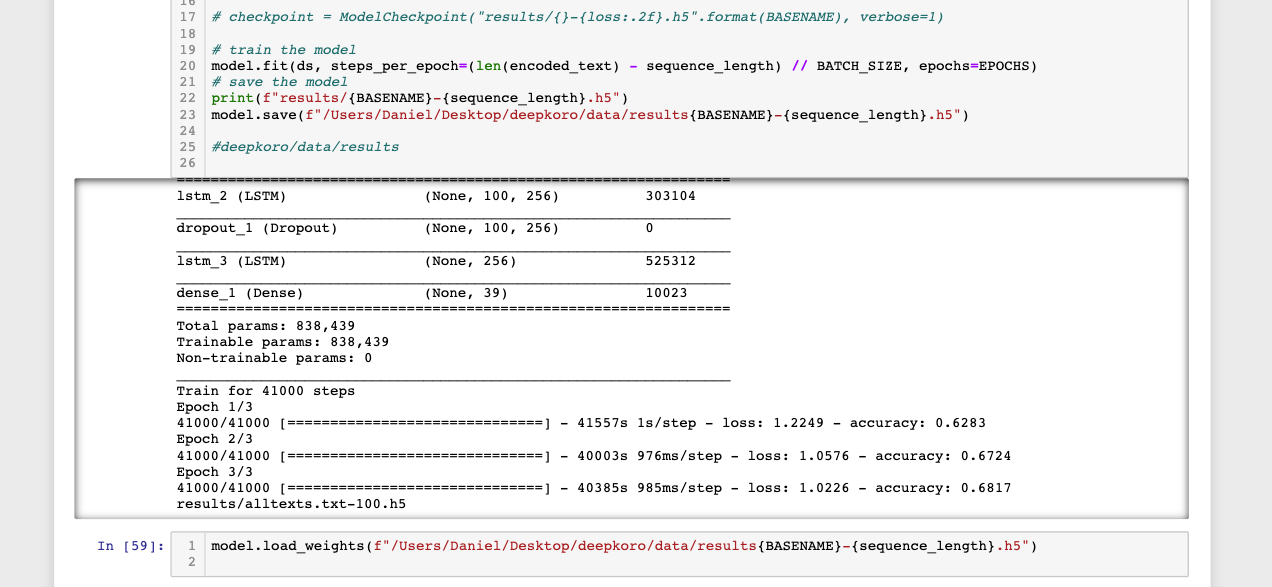 16
17 # checkpoint = ModelCheckpoint("results/{}-{loss:.2f}.h5".format(BASENAME), verbose=1)
18
19 # train the model
20 model.fit(ds, steps_per_epoch=(len(encoded_text) - sequence_length) // BATCH_SIZE, epochs=EPOCHS)
21 # save the model
22 print(f"results/{BASENAME}-{sequence_length}.h5")
23 model.save(f"/Users/Daniel/Desktop/deepkoro/data/results{BASENAME}-{sequence_length}.h5")
24
25 #deepkoro/data/results
26
=================================================================
lstm_2 (LSTM) (None, 100, 256) 303104
_________________________________________________________________
dropout_1 (Dropout) (None, 100, 256) 0
_________________________________________________________________
lstm_3 (LSTM) (None, 256) 525312
_________________________________________________________________
dense_1 (Dense) (None, 39) 10023
=================================================================
Total params: 838,439
Trainable params: 838,439
Non-trainable params: 0
_________________________________________________________________
Train for 41000 steps
Epoch 1/3
41000/41000 [==============================] - 41557s 1s/step - loss: 1.2249 - accuracy: 0.6283
Epoch 2/3
41000/41000 [==============================] - 40003s 976ms/step - loss: 1.0576 - accuracy: 0.6724
Epoch 3/3
41000/41000 [==============================] - 40385s 985ms/step - loss: 1.0226 - accuracy: 0.6817
results/alltexts.txt-100.h5
In [59]: 1 model.load_weights(f"/Users/Daniel/Desktop/deepkoro/data/results{BASENAME}-{sequence_length}.h5")
2